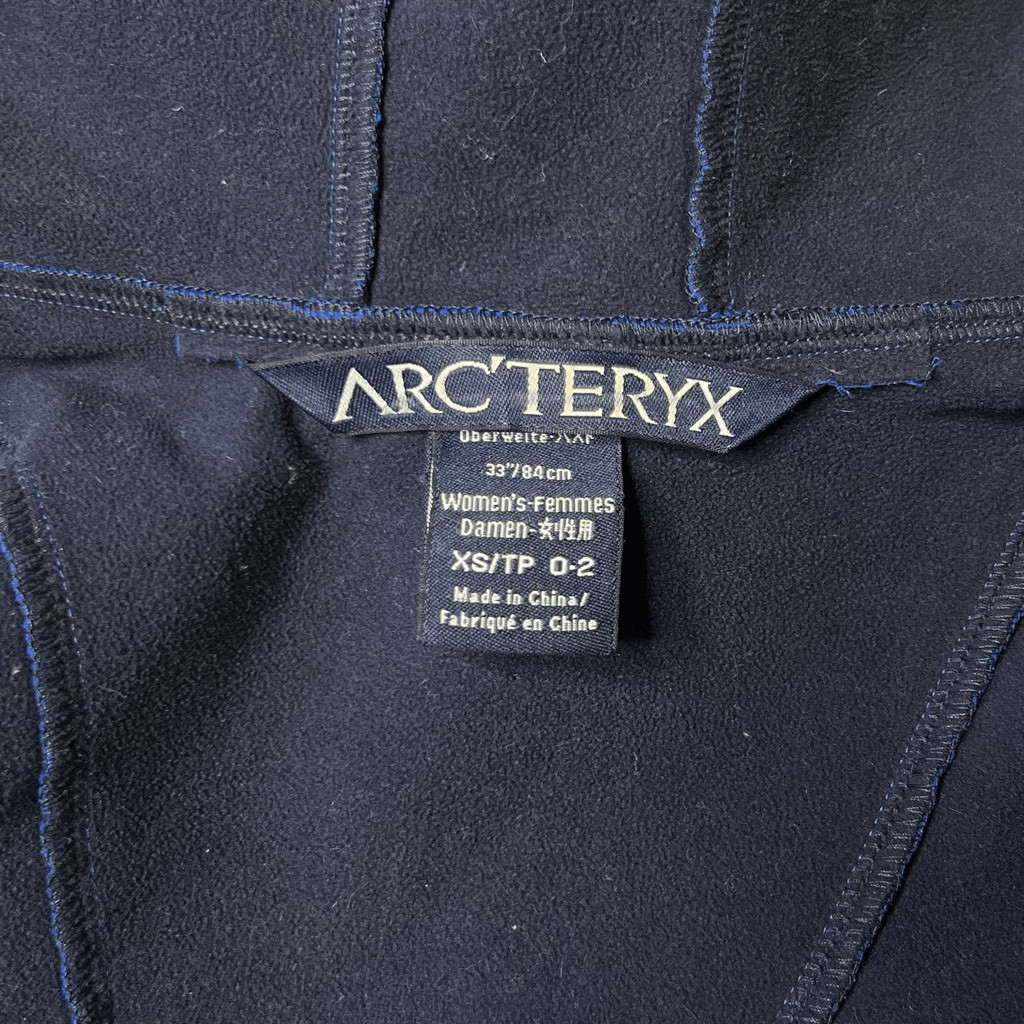 ARC'TERYX
33"/84cm
Women's-Femmes
Damen-女性用
XS/TP 0-2
Made in China/
Fabriqué en Chine